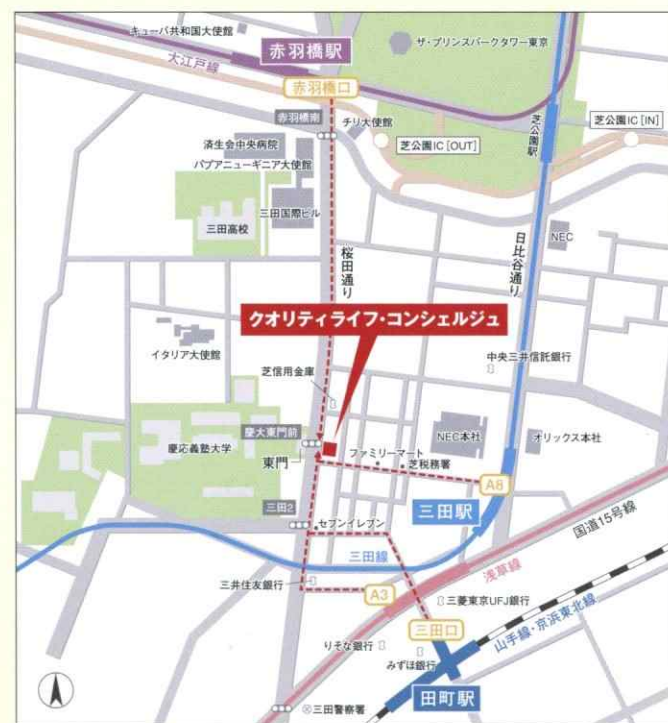 キューバ共和国大使館
ザ・プリンスパークタワー東京
赤羽橋駅
大江戸線
赤羽橋口
赤羽橋南
チリ大使館
芝公園IC [OUT]
芝公園駅
芝公園IC [IN]
済生会中央病院
パプアニューギニア大使館
三田国際ビル
三田高校
NEC
桜田通り
日比谷通り
クオリティライフ・コンシェルジュ
イタリア大使館
芝信用金庫
中央三井信託銀行
慶大東門前
慶応義塾大学
東門
ファミリーマート
芝税務署
NEC本社
オリックス本社
A8
三田2
セブンイレブン
三田駅
国道15号線
三田線
浅草線
三井住友銀行
A3
三菱東京UFJ銀行
三田口
山手線・京浜東北線
りそな銀行
みずほ銀行
田町駅
三田警察署